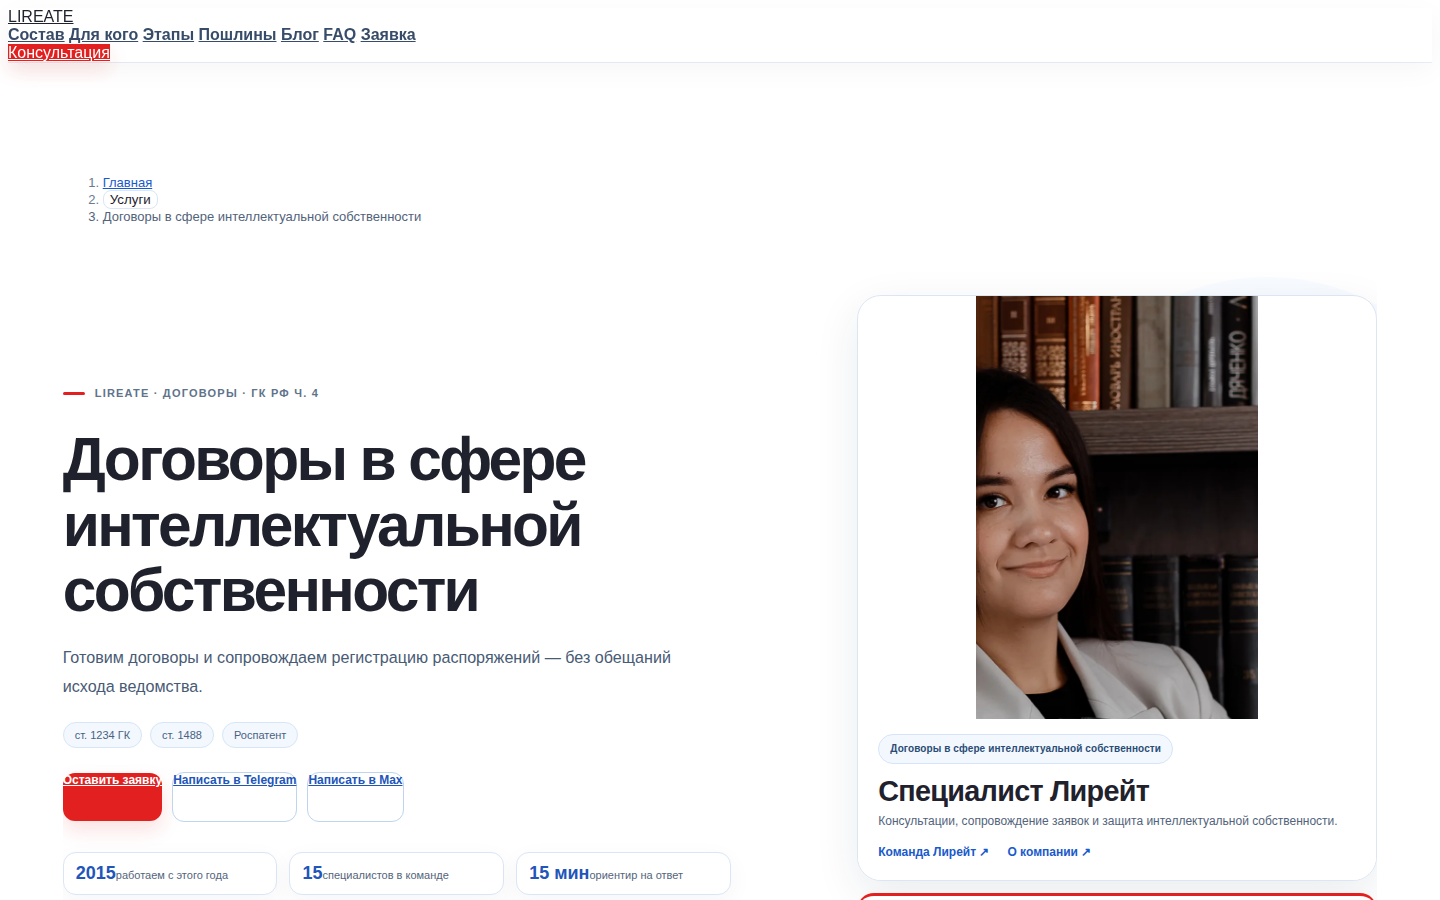 LIREATE
Состав Для кого Этапы Пошлины Блог FAQ Заявка
Консультация
1. Главная
2. Услуги
3. Договоры в сфере интеллектуальной собственности
LIREATE · ДОГОВОРЫ · ГК РФ Ч. 4
Договоры в сфере
интеллектуальной
собственности
Готовим договоры и сопровождаем регистрацию распоряжений — без обещаний
исхода ведомства.
ст. 1234 ГК ст. 1488 Роспатент
Оставить заявку Написать в Telegram Написать в Max
2015 работаем с этого года
15 специалистов в команде
15 мин ориентир на ответ
Договоры в сфере интеллектуальной собственности
Специалист Лирейт
Консультации, сопровождение заявок и защита интеллектуальной собственности.
Команда Лирейт ↗ О компании ↗